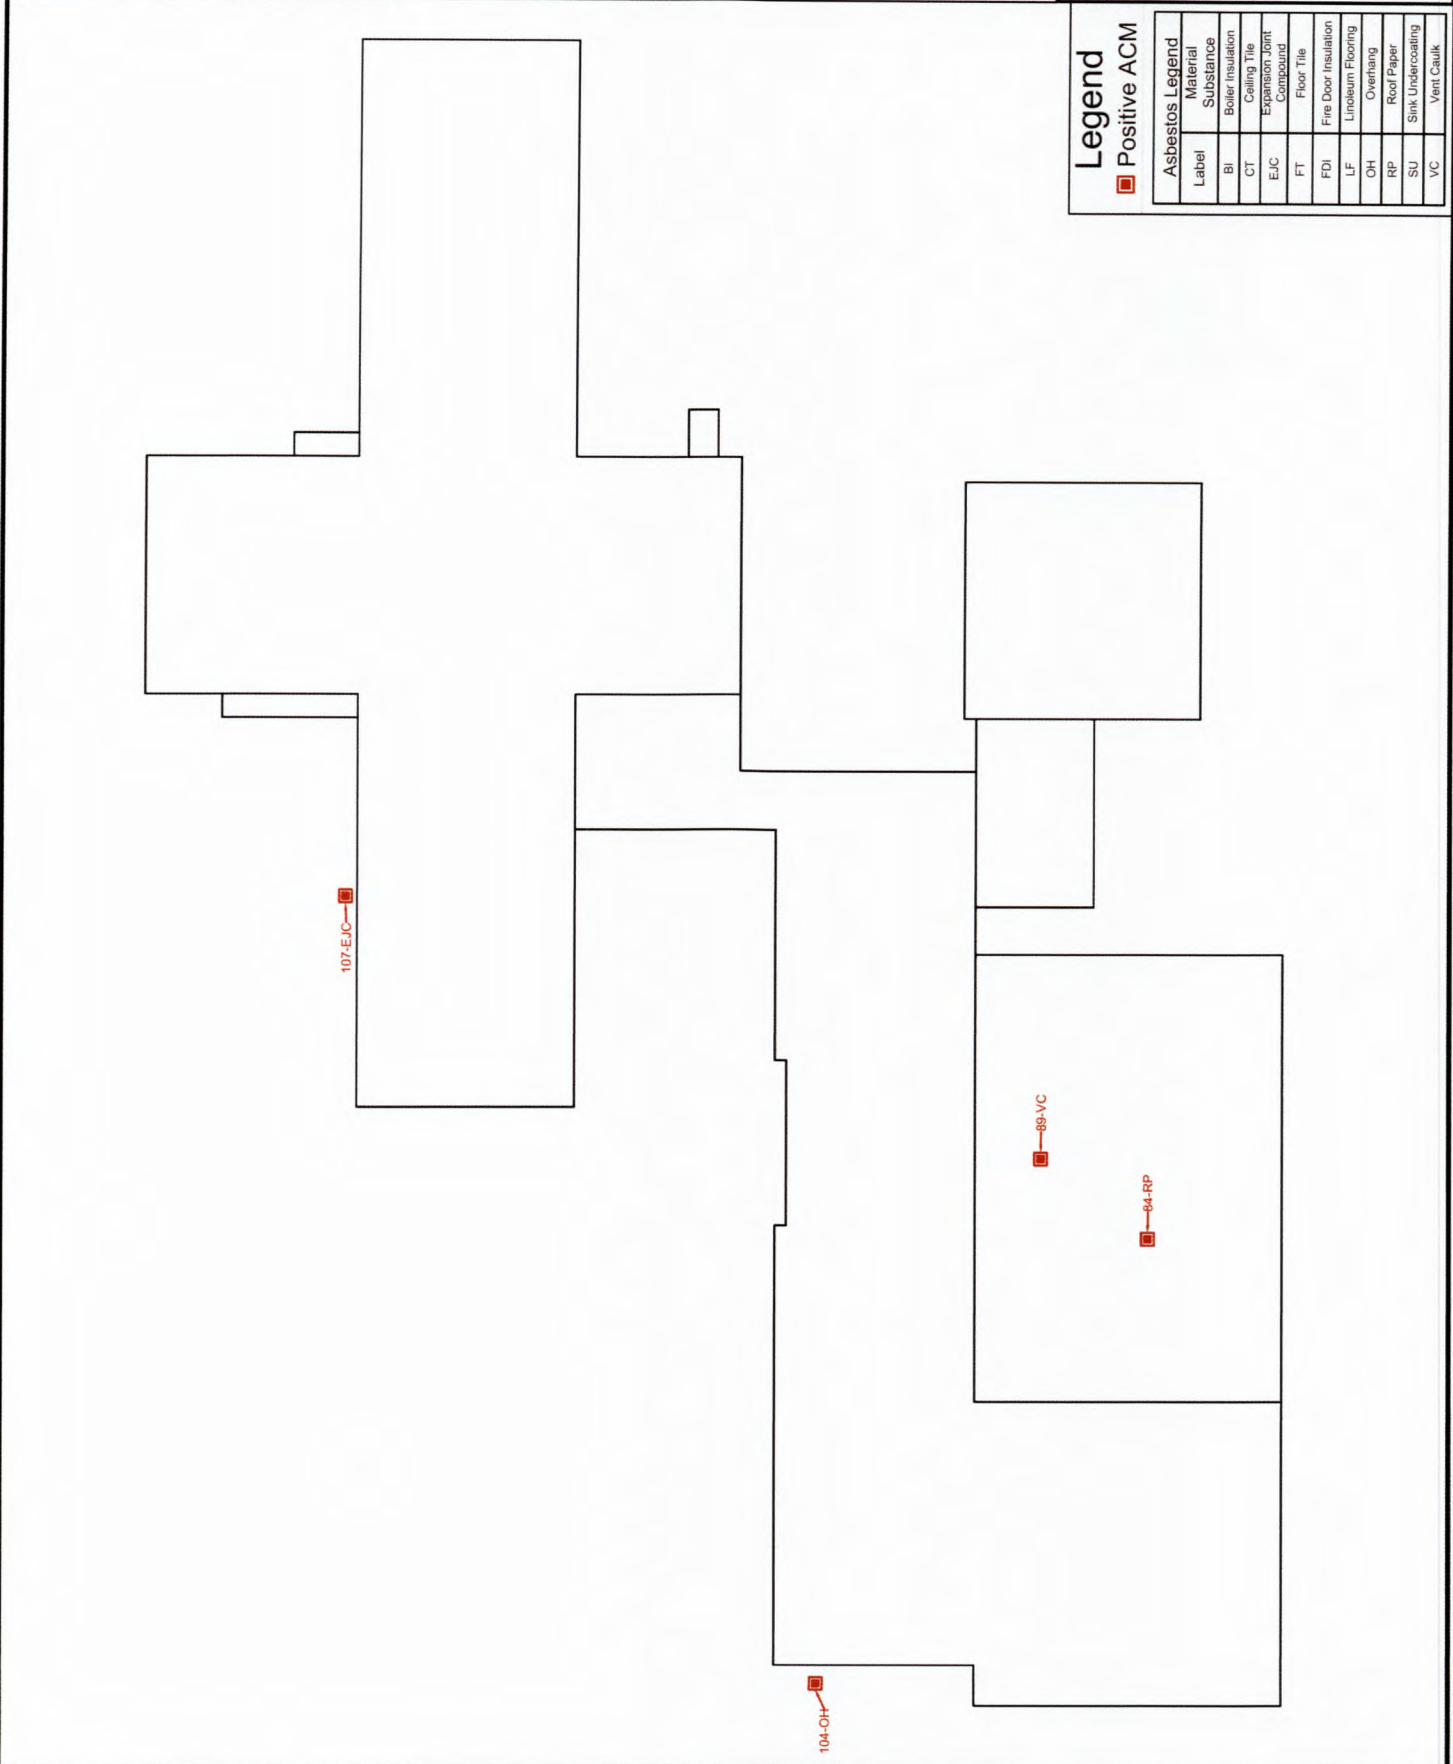 107-EJC
89-VC
84-RP
104-OH
Legend
Positive ACM
Asbestos Legend
Label Material Substance
BI Boiler Insulation
CT Ceiling Tile
EJC Expansion Joint Compound
FT Floor Tile
FDI Fire Door Insulation
LF Linoleum Flooring
OH Overhang
RP Roof Paper
SU Sink Undercoating
VC Vent Caulk